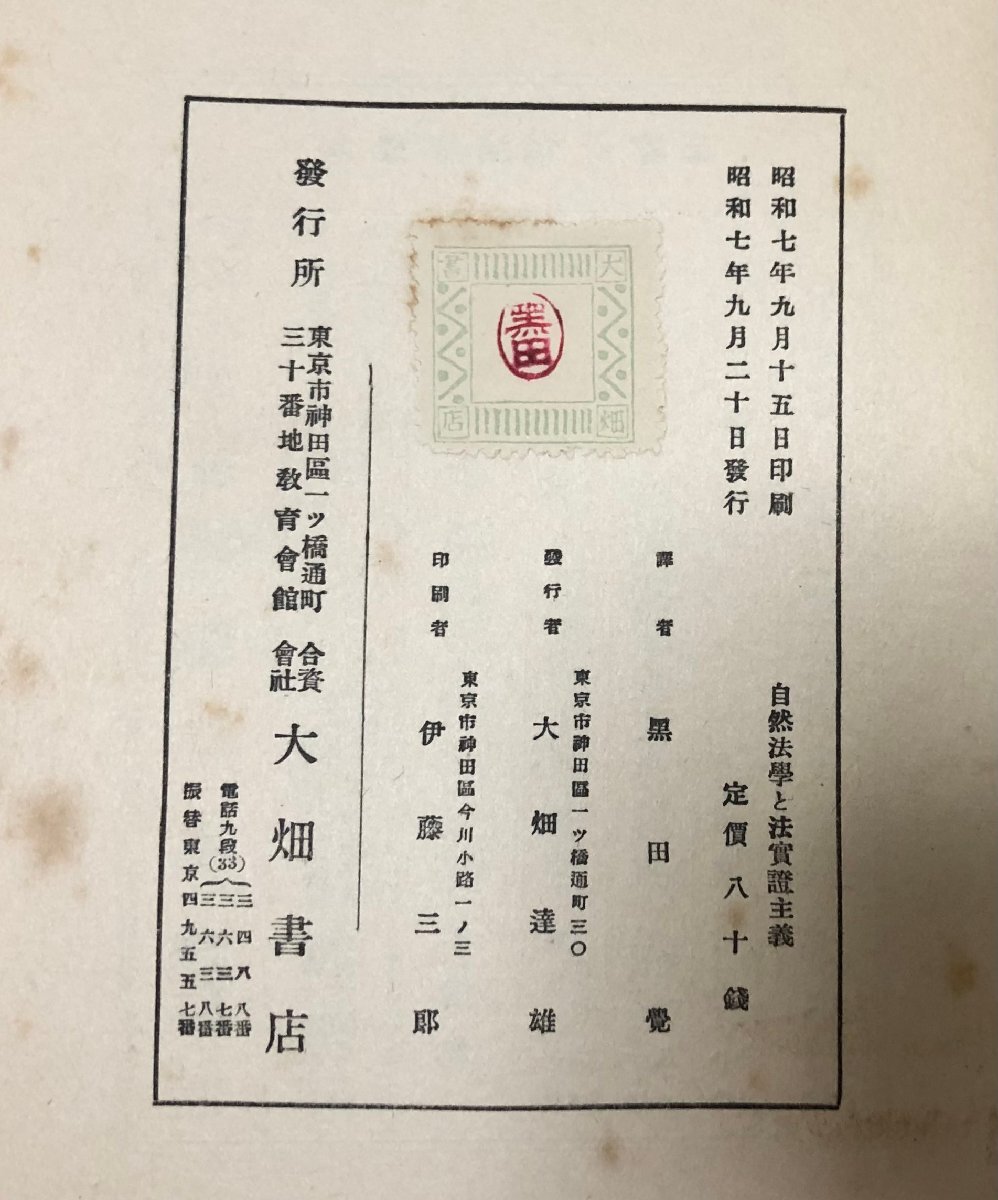 昭和七年九月十五日印刷
昭和七年九月二十日發行
自然法學と法實證主義
定價八十錢
大畑書店
黑田
譯者 黑田覺
東京市神田區一ツ橋通町三〇
發行者 大畑達雄
東京市神田區今川小路一ノ三
印刷者 伊藤三郎
發行所
東京市神田區一ツ橋通町
三十番地敎育會館
合資
會社
大畑書店
電話九段(33)
三四八八番
三六三七番
三六三八番
振替東京四九五五七番